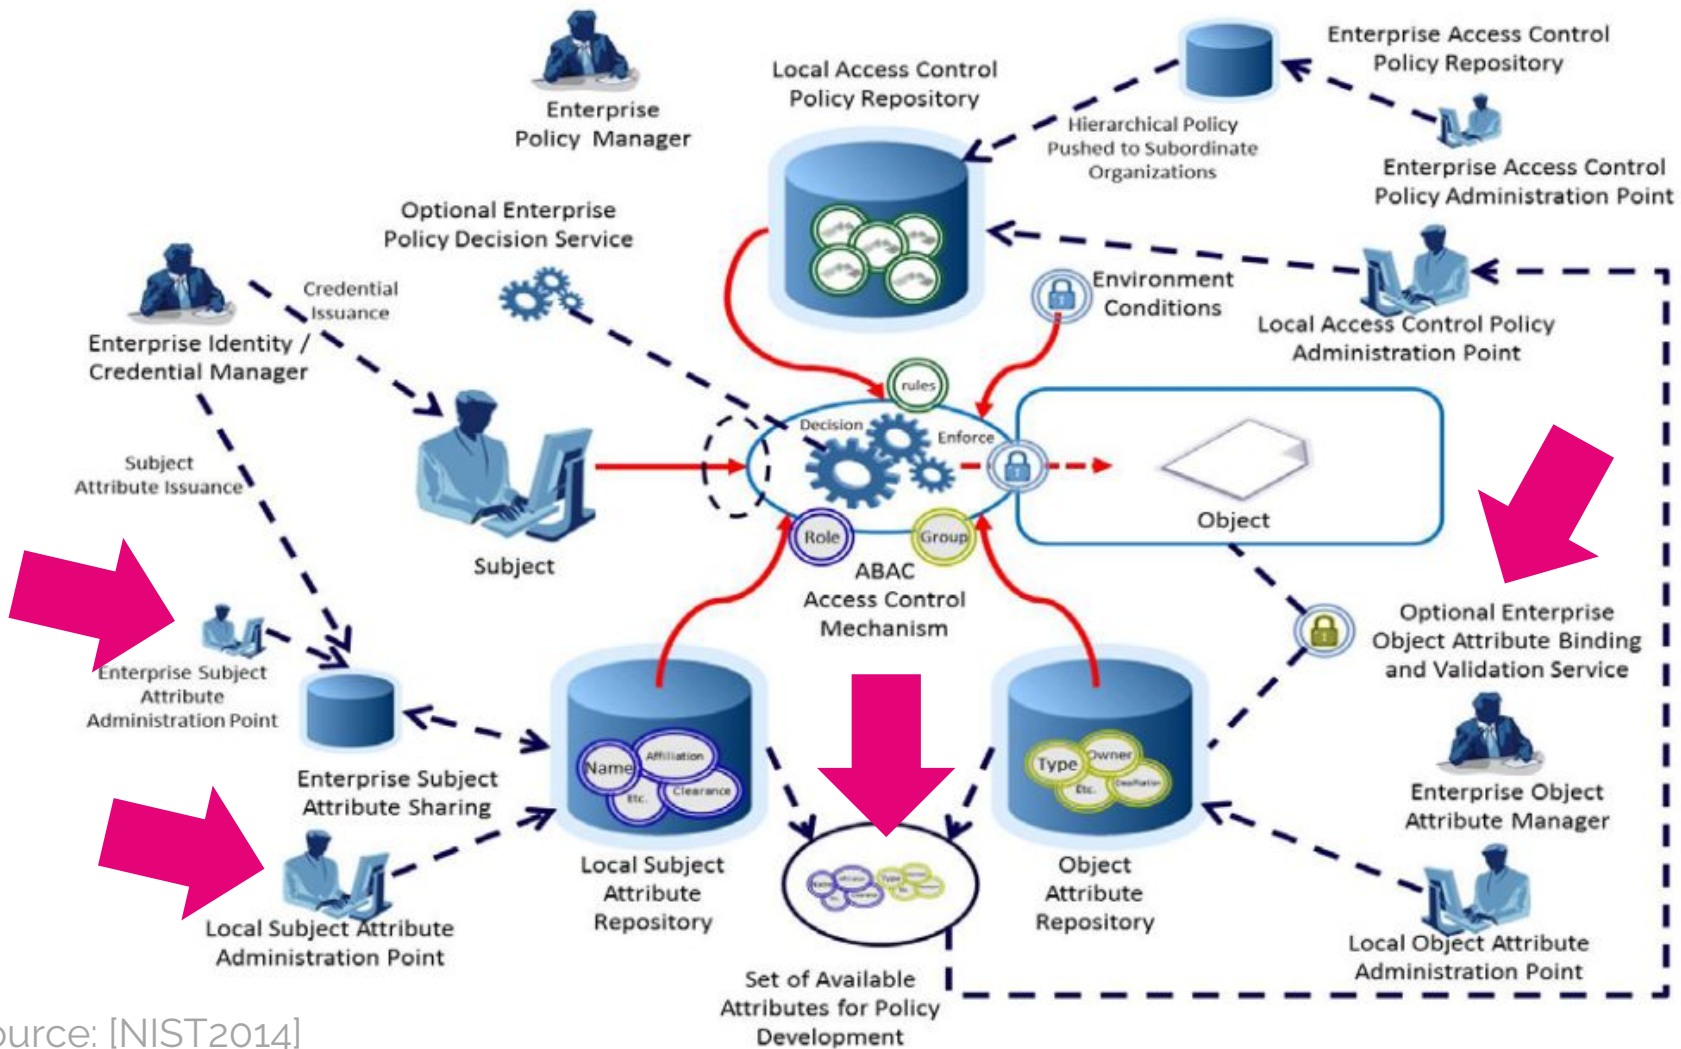 Enterprise
Policy Manager
Local Access Control
Policy Repository
Enterprise Access Control
Policy Repository
Hierarchical Policy
Pushed to Subordinate
Organizations
Enterprise Access Control
Policy Administration Point
Optional Enterprise
Policy Decision Service
Credential
Issuance
Environment
Conditions
Local Access Control Policy
Administration Point
Enterprise Identity /
Credential Manager
rules
Decision
Enforce
Subject
Attribute Issuance
Object
Subject
Role
Group
ABAC
Access Control
Mechanism
Optional Enterprise
Object Attribute Binding
and Validation Service
Enterprise Subject
Attribute
Administration Point
Name
Affiliation
Etc.
Clearance
Type
Owner
Etc.
Enterprise Subject
Attribute Sharing
Enterprise Object
Attribute Manager
Local Subject
Attribute
Repository
Object
Attribute
Repository
Local Subject Attribute
Administration Point
Local Object Attribute
Administration Point
Set of Available
Attributes for Policy
Development
ource: [NIST2014]